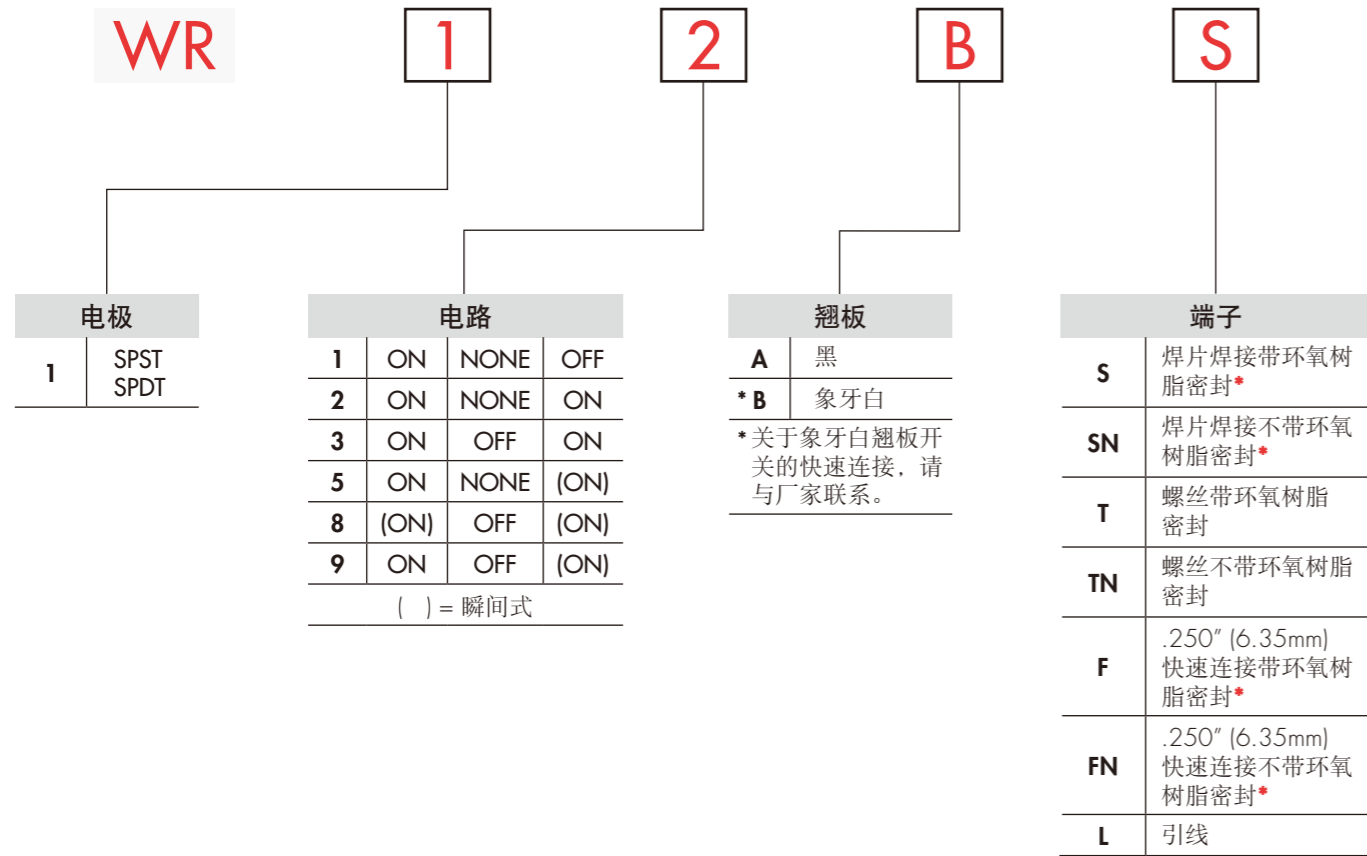 WR 1 2 B S
电极
1 SPST
SPDT
电路
1 ON NONE OFF
2 ON NONE ON
3 ON OFF ON
5 ON NONE (ON)
8 (ON) OFF (ON)
9 ON OFF (ON)
( ) = 瞬间式
翘板
A 黑
* B 象牙白
* 关于象牙白翘板开
关的快速连接，请
与厂家联系。
端子
S 焊片焊接带环氧树
脂密封*
SN 焊片焊接不带环氧
树脂密封*
T 螺丝带环氧树脂
密封
TN 螺丝不带环氧树脂
密封
F .250" (6.35mm)
快速连接带环氧树
脂密封*
FN .250" (6.35mm)
快速连接不带环氧
树脂密封*
L 引线